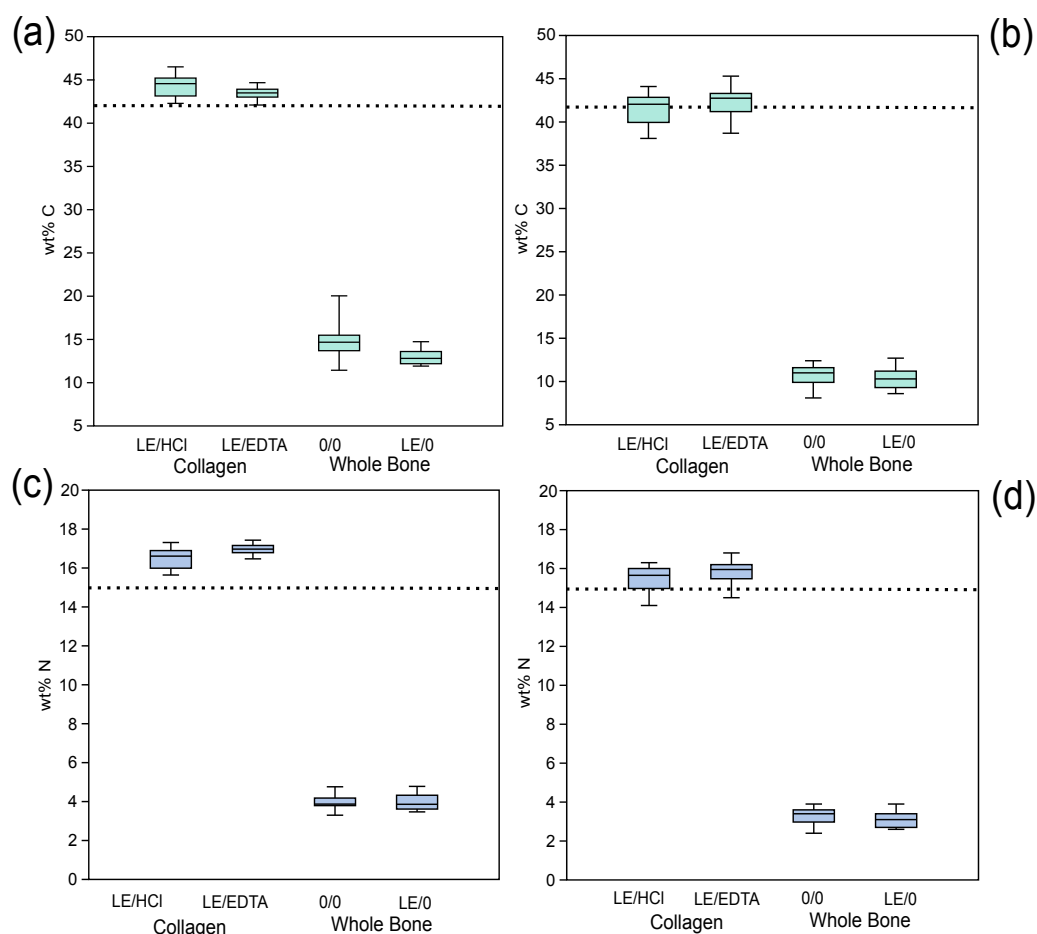 (a)
50
45
40
35
30
25
20
15
10
5
wt% C
LE/HCl LE/EDTA 0/0 LE/0
Collagen Whole Bone
(b)
50
45
40
35
30
25
20
15
10
5
wt% C
LE/HCl LE/EDTA 0/0 LE/0
Collagen Whole Bone
(c)
20
18
16
14
12
10
8
6
4
2
0
wt% N
LE/HCl LE/EDTA 0/0 LE/0
Collagen Whole Bone
(d)
20
18
16
14
12
10
8
6
4
2
0
wt% N
LE/HCl LE/EDTA 0/0 LE/0
Collagen Whole Bone